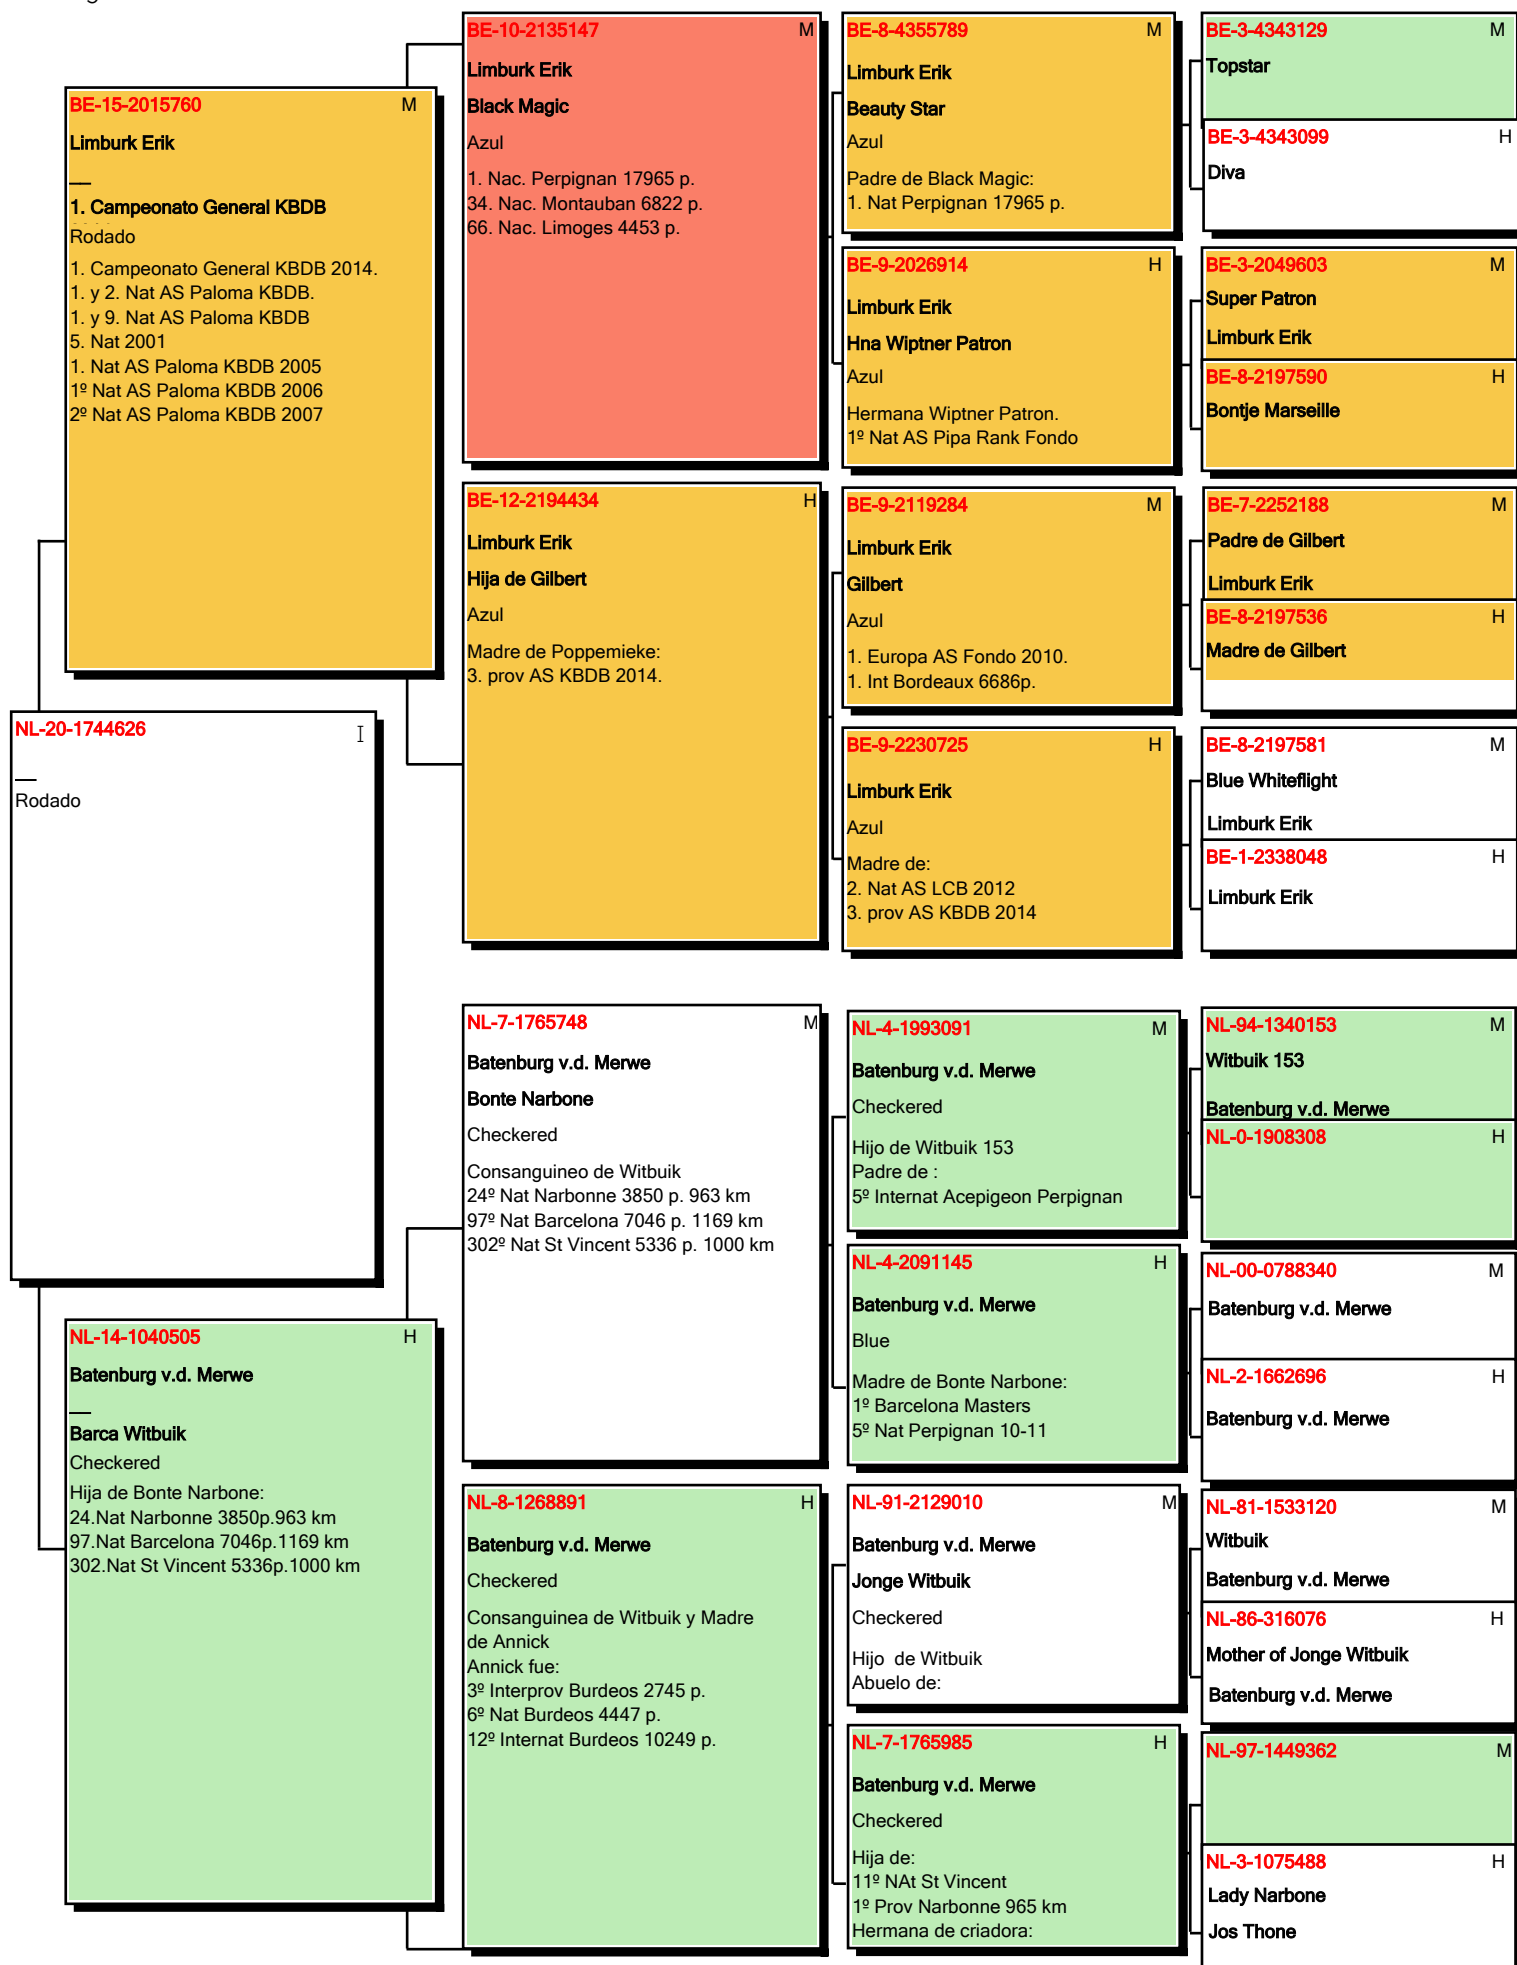 BE-15-2015760 M
Limburk Erik
__
1. Campeonato General KBDB
Rodado
1. Campeonato General KBDB 2014.
1. y 2. Nat AS Paloma KBDB.
1. y 9. Nat AS Paloma KBDB
5. Nat 2001
1. Nat AS Paloma KBDB 2005
1º Nat AS Paloma KBDB 2006
2º Nat AS Paloma KBDB 2007
NL-20-1744626 I
__
Rodado
NL-14-1040505 H
Batenburg v.d. Merwe
__
Barca Witbuik
Checkered
Hija de Bonte Narbone:
24.Nat Narbonne 3850p.963 km
97.Nat Barcelona 7046p.1169 km
302.Nat St Vincent 5336p.1000 km
BE-10-2135147 M
Limburk Erik
Black Magic
Azul
1. Nac. Perpignan 17965 p.
34. Nac. Montauban 6822 p.
66. Nac. Limoges 4453 p.
BE-12-2194434 H
Limburk Erik
Hija de Gilbert
Azul
Madre de Poppemieke:
3. prov AS KBDB 2014.
NL-7-1765748 M
Batenburg v.d. Merwe
Bonte Narbone
Checkered
Consanguineo de Witbuik
24º Nat Narbonne 3850 p. 963 km
97º Nat Barcelona 7046 p. 1169 km
302º Nat St Vincent 5336 p. 1000 km
NL-8-1268891 H
Batenburg v.d. Merwe
Checkered
Consanguinea de Witbuik y Madre
de Annick
Annick fue:
3º Interprov Burdeos 2745 p.
6º Nat Burdeos 4447 p.
12º Internat Burdeos 10249 p.
BE-8-4355789 M
Limburk Erik
Beauty Star
Azul
Padre de Black Magic:
1. Nat Perpignan 17965 p.
BE-9-2026914 H
Limburk Erik
Hna Wiptner Patron
Azul
Hermana Wiptner Patron.
1º Nat AS Pipa Rank Fondo
BE-9-2119284 M
Limburk Erik
Gilbert
Azul
1. Europa AS Fondo 2010.
1. Int Bordeaux 6686p.
BE-9-2230725 H
Limburk Erik
Azul
Madre de:
2. Nat AS LCB 2012
3. prov AS KBDB 2014
NL-4-1993091 M
Batenburg v.d. Merwe
Checkered
Hijo de Witbuik 153
Padre de :
5º Internat Acepigeon Perpignan
NL-4-2091145 H
Batenburg v.d. Merwe
Blue
Madre de Bonte Narbone:
1º Barcelona Masters
5º Nat Perpignan 10-11
NL-91-2129010 M
Batenburg v.d. Merwe
Jonge Witbuik
Checkered
Hijo de Witbuik
Abuelo de:
NL-7-1765985 H
Batenburg v.d. Merwe
Checkered
Hija de:
11º NAt St Vincent
1º Prov Narbonne 965 km
Hermana de criadora:
BE-3-4343129 M
Topstar
BE-3-4343099 H
Diva
BE-3-2049603 M
Super Patron
Limburk Erik
BE-8-2197590 H
Bontje Marseille
BE-7-2252188 M
Padre de Gilbert
Limburk Erik
BE-8-2197536 H
Madre de Gilbert
BE-8-2197581 M
Blue Whiteflight
Limburk Erik
BE-1-2338048 H
Limburk Erik
NL-94-1340153 M
Witbuik 153
Batenburg v.d. Merwe
NL-0-1908308 H
NL-00-0788340 M
Batenburg v.d. Merwe
NL-2-1662696 H
Batenburg v.d. Merwe
NL-81-1533120 M
Witbuik
Batenburg v.d. Merwe
NL-86-316076 H
Mother of Jonge Witbuik
Batenburg v.d. Merwe
NL-97-1449362 M
NL-3-1075488 H
Lady Narbone
Jos Thone